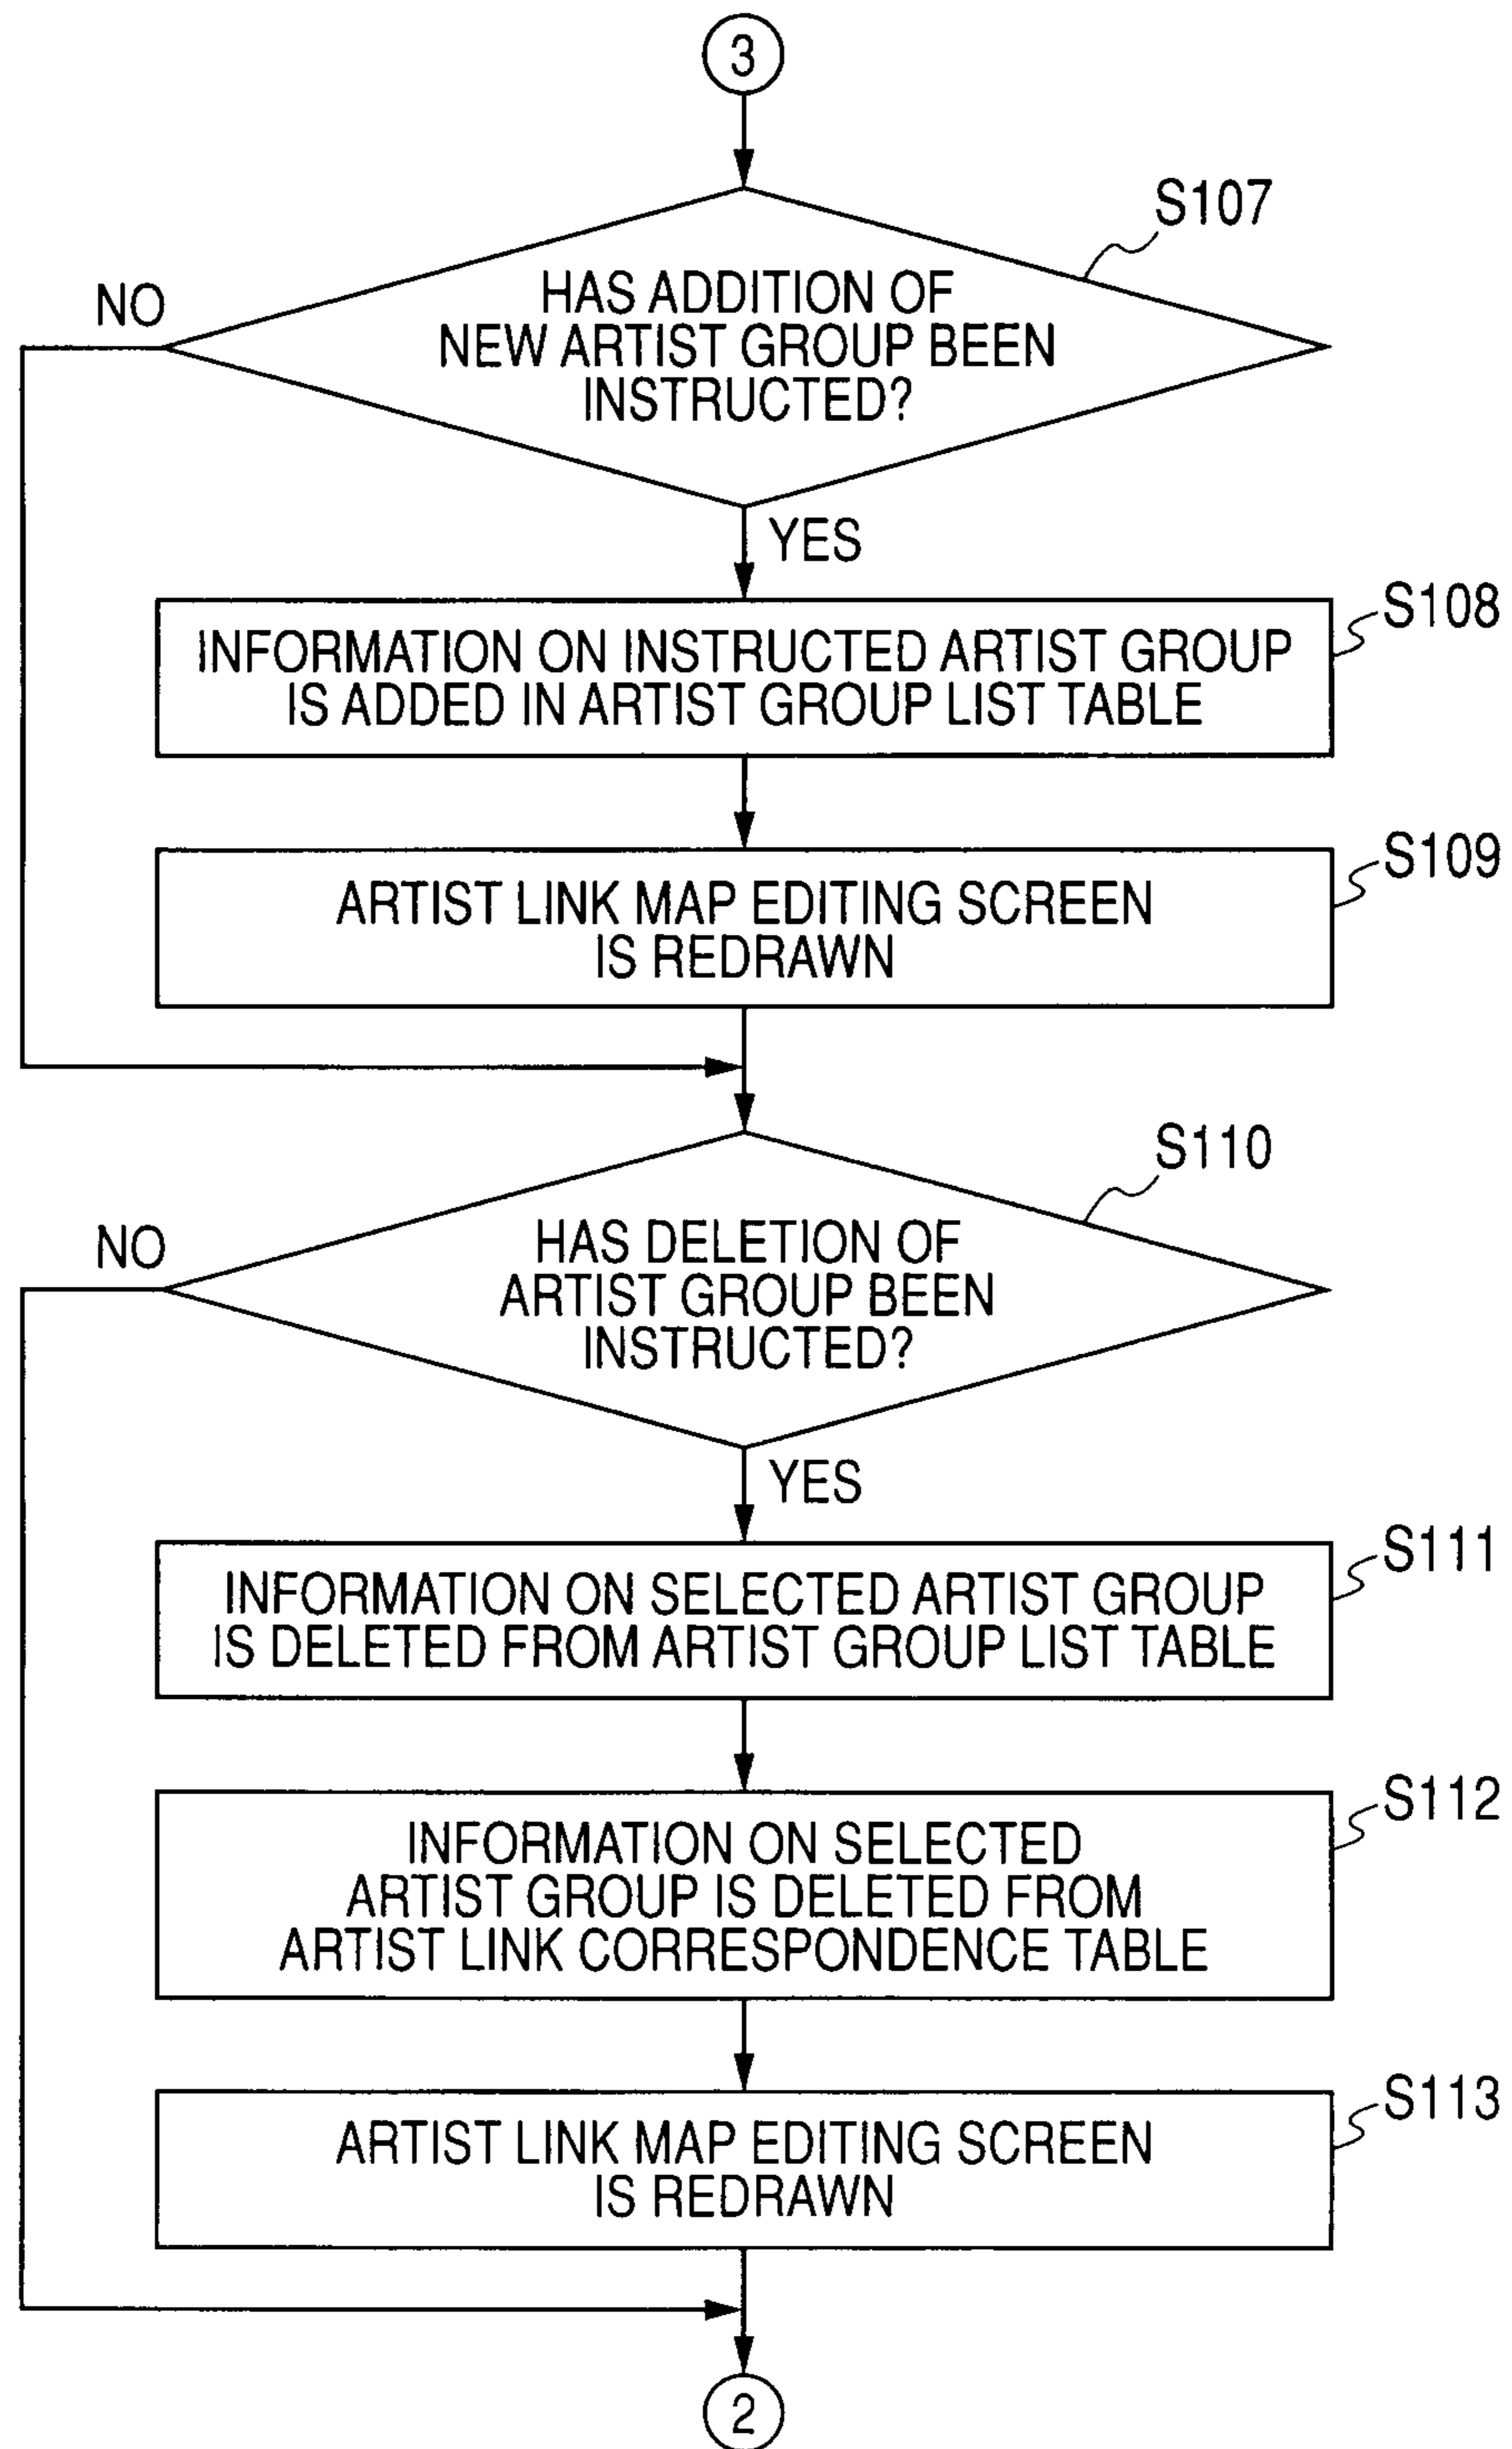 3
S107
NO
HAS ADDITION OF
NEW ARTIST GROUP BEEN
INSTRUCTED?
YES
S108
INFORMATION ON INSTRUCTED ARTIST GROUP
IS ADDED IN ARTIST GROUP LIST TABLE
S109
ARTIST LINK MAP EDITING SCREEN
IS REDRAWN
S110
NO
HAS DELETION OF
ARTIST GROUP BEEN
INSTRUCTED?
YES
S111
INFORMATION ON SELECTED ARTIST GROUP
IS DELETED FROM ARTIST GROUP LIST TABLE
S112
INFORMATION ON SELECTED
ARTIST GROUP IS DELETED FROM
ARTIST LINK CORRESPONDENCE TABLE
S113
ARTIST LINK MAP EDITING SCREEN
IS REDRAWN
2